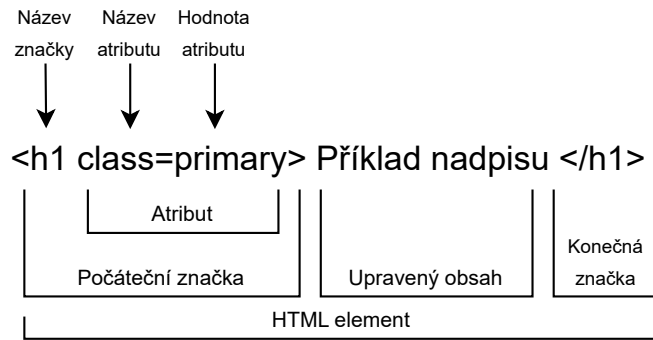 Název
značky
Název
atributu
Hodnota
atributu
<h1 class=primary> Příklad nadpisu </h1>
Atribut
Počáteční značka
Upravený obsah
Konečná
značka
HTML element